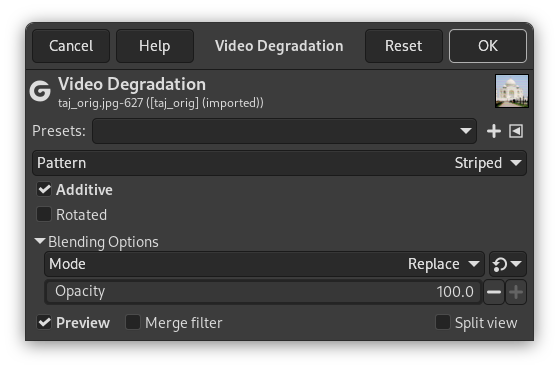 Cancel Help Video Degradation Reset OK
Video Degradation
taj_orig.jpg-627 ([taj_orig] (imported))
Presets:
Pattern Striped
Additive
Rotated
Blending Options
Mode Replace
Opacity 100.0
Preview Merge filter Split view